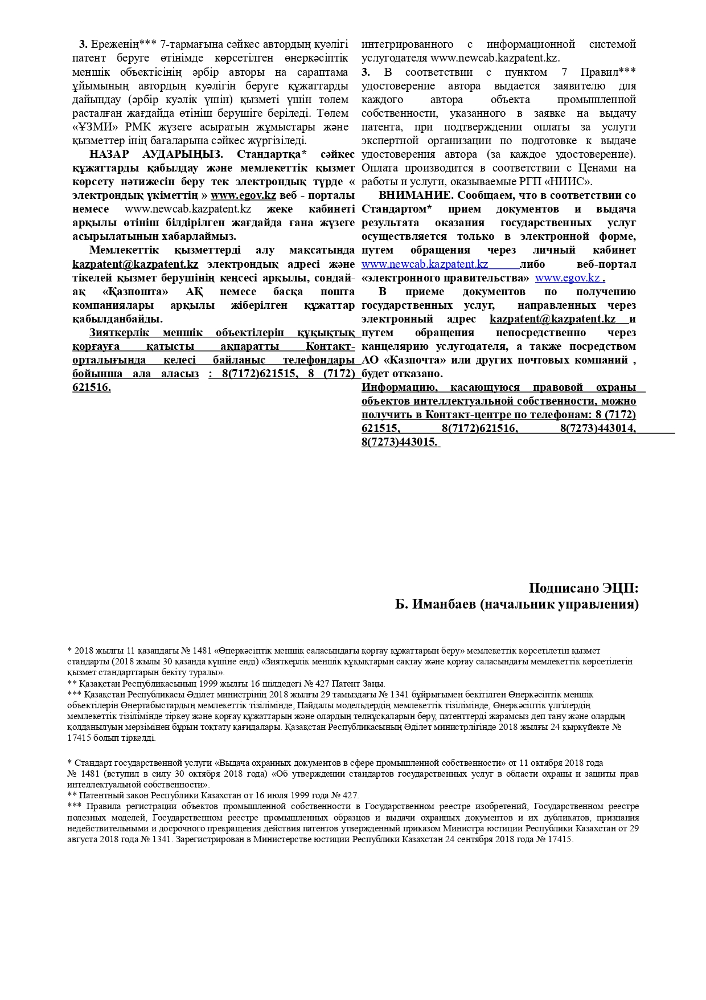 3. Ереженің*** 7-тармағына сәйкес автордың куәлігі
патент беруге өтінімде көрсетілген өнеркәсіптік
меншік объектісінің әрбір авторы на сараптама
ұйымының автордың куәлігін беруге құжаттарды
дайындау (әрбір куәлік үшін) қызметі үшін төлем
расталған жағдайда өтініш берушіге беріледі. Төлем
«ҰЗМИ» РМК жүзеге асыратын жұмыстары және
қызметтер інің бағаларына сәйкес жүргізіледі.
НАЗАР АУДАРЫҢЫЗ. Стандартқа* сәйкес
құжаттарды қабылдау және мемлекеттік қызмет
көрсету нәтижесін беру тек электрондық түрде «
электрондық үкіметтің » www.egov.kz веб - порталы
немесе www.newcab.kazpatent.kz жеке кабинеті
арқылы өтініш білдірілген жағдайда ғана жүзеге
асырылатынын хабарлаймыз.
Мемлекеттік қызметтерді алу мақсатында
kazpatent@kazpatent.kz электрондық адресі және
тікелей қызмет берушінің кеңсесі арқылы, сондай-
ақ «Қазпошта» АҚ немесе басқа пошта
компаниялары арқылы жіберілген құжаттар
қабылданбайды.
Зияткерлік меншік объектілерін құқықтық
қорғауға қатысты ақпаратты Контакт-
орталығында келесі байланыс телефондары
бойынша ала аласыз : 8(7172)621515, 8 (7172)
621516.
интегрированного с информационной системой
услугодателя www.newcab.kazpatent.kz.
3. В соответствии с пунктом 7 Правил***
удостоверение автора выдается заявителю для
каждого автора объекта промышленной
собственности, указанного в заявке на выдачу
патента, при подтверждении оплаты за услуги
экспертной организации по подготовке к выдаче
удостоверения автора (за каждое удостоверение).
Оплата производится в соответствии с Ценами на
работы и услуги, оказываемые РГП «НИИС».
ВНИМАНИЕ. Сообщаем, что в соответствии со
Стандартом* прием документов и выдача
результата оказания государственных услуг
осуществляется только в электронной форме,
путем обращения через личный кабинет
www.newcab.kazpatent.kz либо веб-портал
«электронного правительства» www.egov.kz .
В приеме документов по получению
государственных услуг, направленных через
электронный адрес kazpatent@kazpatent.kz и
путем обращения непосредственно через
канцелярию услугодателя, а также посредством
АО «Казпочта» или других почтовых компаний ,
будет отказано.
Информацию, касающуюся правовой охраны
объектов интеллектуальной собственности, можно
получить в Контакт-центре по телефонам: 8 (7172)
621515, 8(7172)621516, 8(7273)443014,
8(7273)443015.
Подписано ЭЦП:
Б. Иманбаев (начальник управления)
* 2018 жылғы 11 қазандағы № 1481 «Өнеркәсіптік меншік саласындағы қорғау құжаттарын беру» мемлекеттік көрсетілетін қызмет
стандарты (2018 жылы 30 қазанда күшіне енді) «Зияткерлік меншік құқықтарын сақтау және қорғау саласындағы мемлекеттік көрсетілетін
қызмет стандарттарын бекіту туралы».
** Қазақстан Республикасының 1999 жылғы 16 шілдедегі № 427 Патент Заңы.
*** Қазақстан Республикасы Әділет министрінің 2018 жылғы 29 тамыздағы № 1341 бұйрығымен бекітілген Өнеркәсіптік меншік
объектілерін Өнертабыстардың мемлекеттік тізілімінде, Пайдалы модельдердің мемлекеттік тізілімінде, Өнеркәсіптік үлгілердің
мемлекеттік тізілімінде тіркеу және қорғау құжаттарын және олардың телнұсқаларын беру, патенттерді жарамсыз деп тану және олардың
қолданылуын мерзімінен бұрын тоқтату қағидалары. Қазақстан Республикасының Әділет министрлігінде 2018 жылғы 24 қыркүйекте №
17415 болып тіркелді.
* Стандарт государственной услуги «Выдача охранных документов в сфере промышленной собственности» от 11 октября 2018 года
№ 1481 (вступил в силу 30 октября 2018 года) «Об утверждении стандартов государственных услуг в области охраны и защиты прав
интеллектуальной собственности».
** Патентный закон Республики Казахстан от 16 июля 1999 года № 427.
*** Правила регистрации объектов промышленной собственности в Государственном реестре изобретений, Государственном реестре
полезных моделей, Государственном реестре промышленных образцов и выдачи охранных документов и их дубликатов, признания
недействительными и досрочного прекращения действия патентов утвержденный приказом Министра юстиции Республики Казахстан от 29
августа 2018 года № 1341. Зарегистрирован в Министерстве юстиции Республики Казахстан 24 сентября 2018 года № 17415.